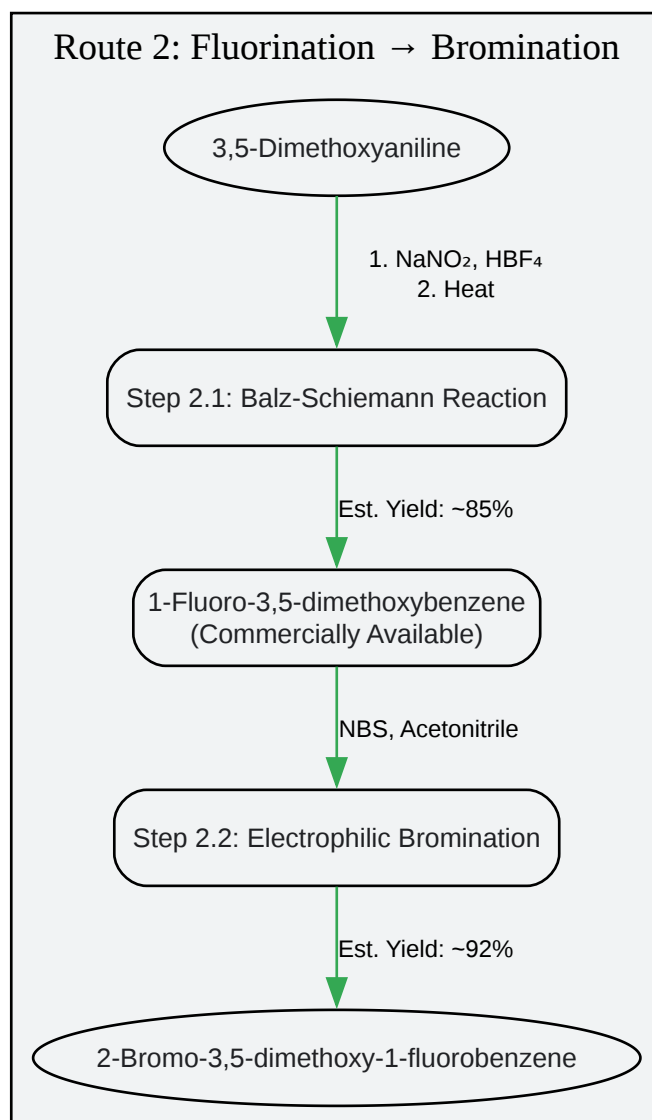 Route 2: Fluorination → Bromination
3,5-Dimethoxyaniline
1. NaNO₂, HBF₄
2. Heat
Step 2.1: Balz-Schiemann Reaction
Est. Yield: ~85%
1-Fluoro-3,5-dimethoxybenzene
(Commercially Available)
NBS, Acetonitrile
Step 2.2: Electrophilic Bromination
Est. Yield: ~92%
2-Bromo-3,5-dimethoxy-1-fluorobenzene